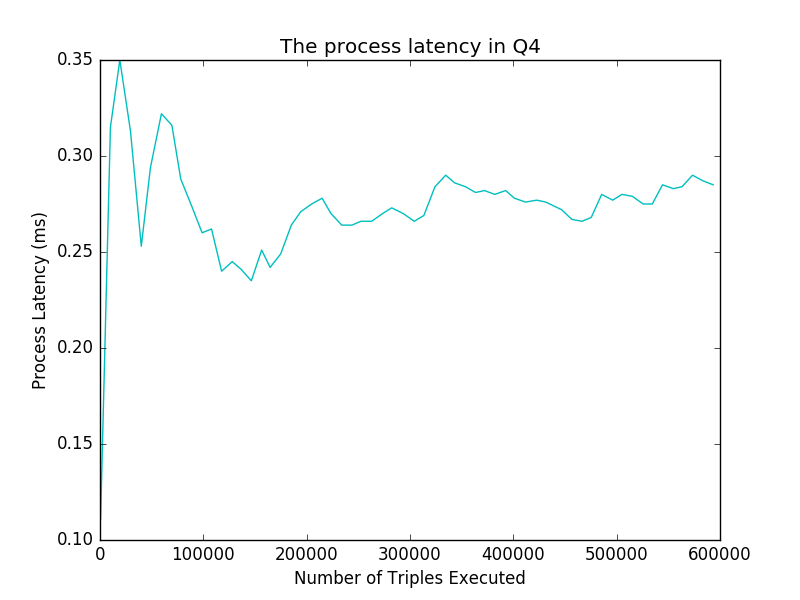 The process latency in Q4
0.35
0.30
0.25
0.20
0.15
0.10
Process Latency (ms)
0 100000 200000 300000 400000 500000 600000
Number of Triples Executed